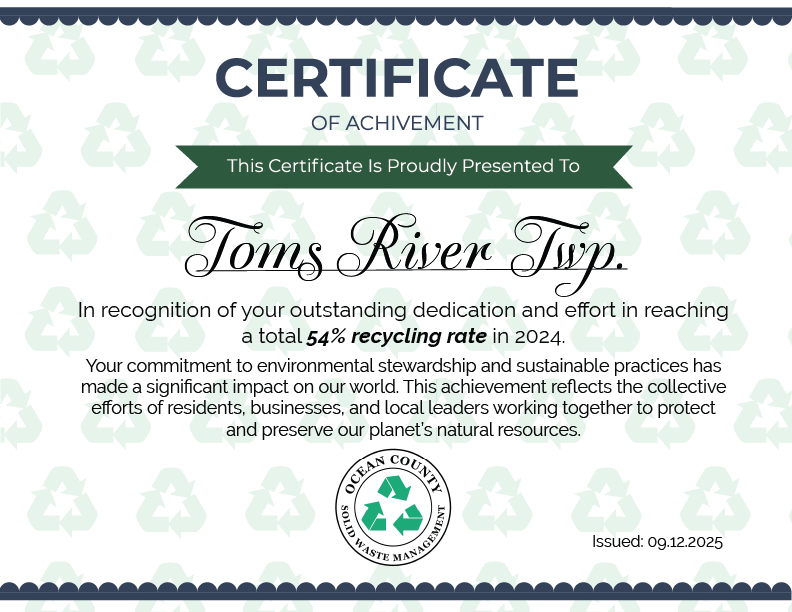 CERTIFICATE
OF ACHIVEMENT
This Certificate Is Proudly Presented To
Toms River Twp.
In recognition of your outstanding dedication and effort in reaching
a total 54% recycling rate in 2024.
Your commitment to environmental stewardship and sustainable practices has
made a significant impact on our world. This achievement reflects the collective
efforts of residents, businesses, and local leaders working together to protect
and preserve our planet's natural resources.
OCEAN COUNTY
SOLID WASTE MANAGEMENT
Issued: 09.12.2025